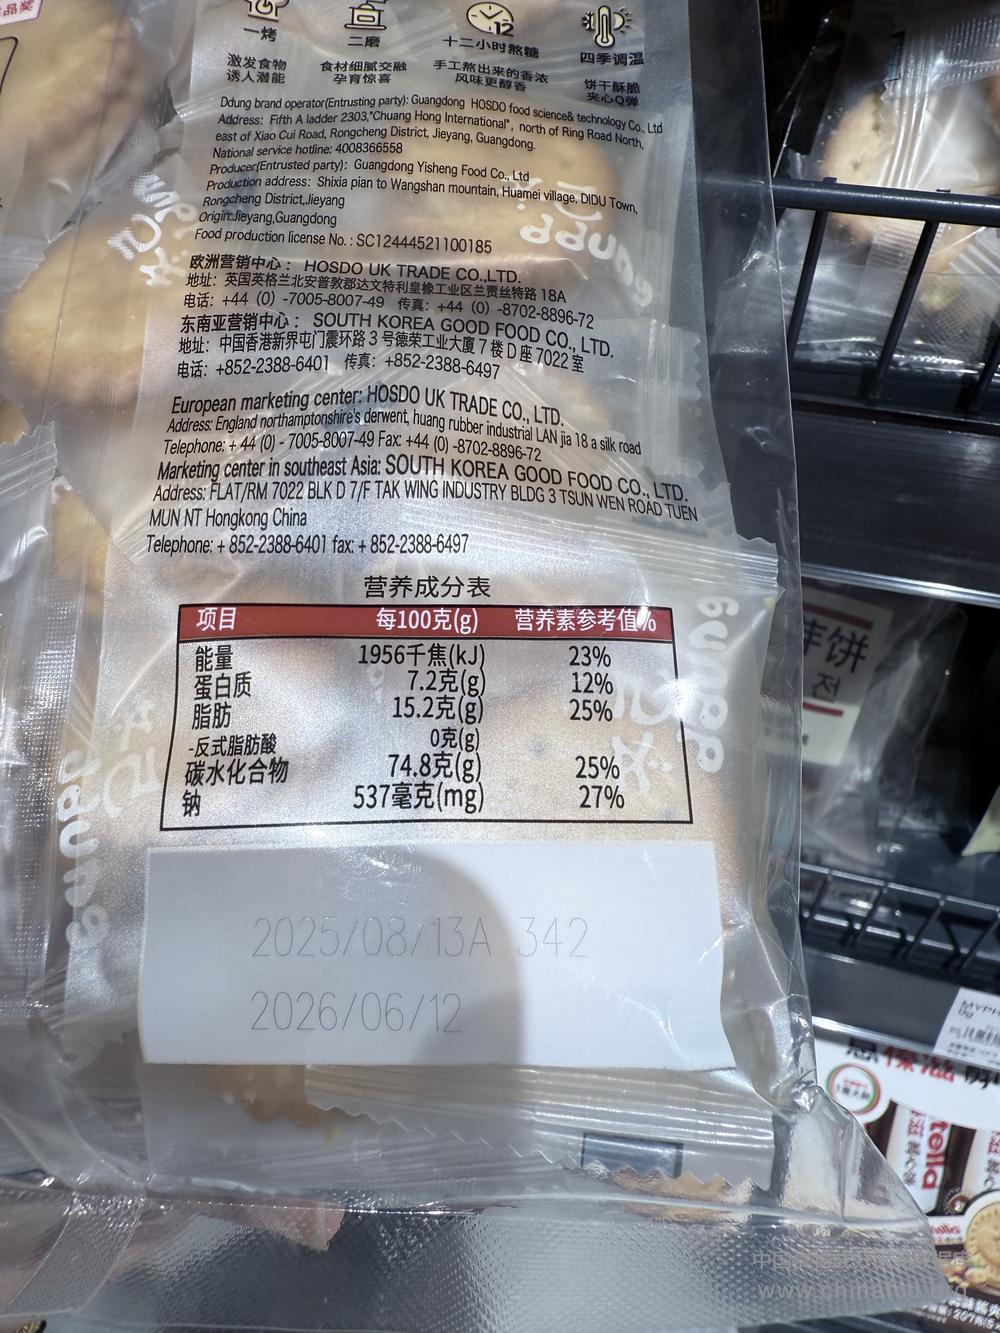 一烤
二磨
十二小时熬糖
四季调温
激发食物
诱人潜能
食材细腻交融
孕育惊喜
手工熬出来的香浓
风味更醇香
饼干酥脆
夹心Q弹
Ddung brand operator(Entrusting party): Guangdong HOSDO food science& technology Co., Ltd
Address: Fifth A ladder 2303,"Chuang Hong International", north of Ring Road North,
east of Xiao Cui Road, Rongcheng District, Jieyang, Guangdong.
National service hotline: 4008366558
Producer(Entrusted party): Guangdong Yisheng Food Co., Ltd
Production address: Shixia pian to Wangshan mountain, Huamei village, DIDU Town,
Rongcheng District,Jieyang
Origin:Jieyang,Guangdong
Food production license No.: SC12444521100185
欧洲营销中心： HOSDO UK TRADE CO.,LTD.
地址：英国英格兰北安普敦郡达文特利皇橡工业区兰贾丝特路 18A
电话：+44 (0) -7005-8007-49 传真：+44 (0) -8702-8896-72
东南亚营销中心： SOUTH KOREA GOOD FOOD CO., LTD.
地址：中国香港新界屯门震环路 3 号德荣工业大厦 7 楼 D 座 7022 室
电话：+852-2388-6401 传真：+852-2388-6497
European marketing center: HOSDO UK TRADE CO., LTD.
Address: England northamptonshire's derwent, huang rubber industrial LAN jia 18 a silk road
Telephone: + 44 (0) - 7005-8007-49 Fax: +44 (0) -8702-8896-72
Marketing center in southeast Asia: SOUTH KOREA GOOD FOOD CO., LTD.
Address: FLAT/RM 7022 BLK D 7/F TAK WING INDUSTRY BLDG 3 TSUN WEN ROAD TUEN
MUN NT Hongkong China
Telephone: + 852-2388-6401 fax: + 852-2388-6497
营养成分表
项目 每100克(g) 营养素参考值%
能量 1956千焦(kJ) 23%
蛋白质 7.2克(g) 12%
脂肪 15.2克(g) 25%
-反式脂肪酸 0克(g)
碳水化合物 74.8克(g) 25%
钠 537毫克(mg) 27%
2025/08/13A 342
2026/06/12